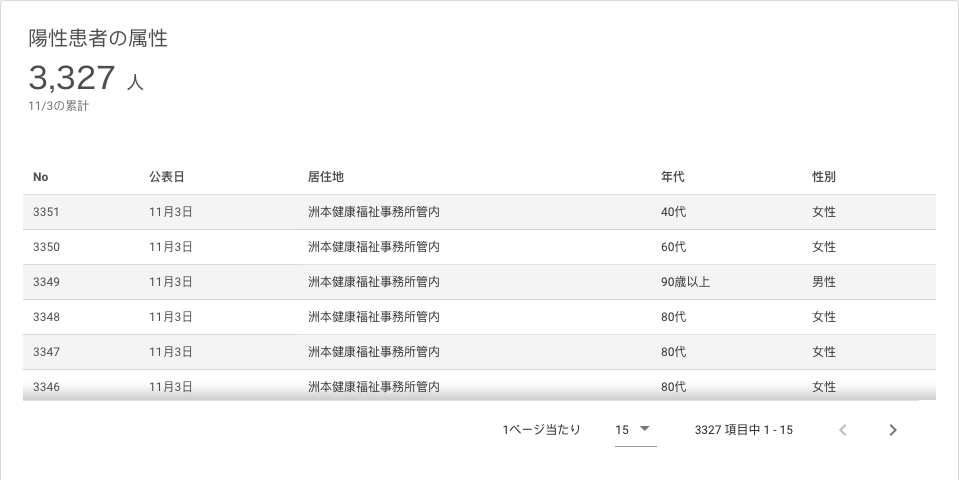 陽性患者の属性
3,327 人
11/3の累計
No 公表日 居住地 年代 性別
3351 11月3日 洲本健康福祉事務所管内 40代 女性
3350 11月3日 洲本健康福祉事務所管内 60代 女性
3349 11月3日 洲本健康福祉事務所管内 90歳以上 男性
3348 11月3日 洲本健康福祉事務所管内 80代 女性
3347 11月3日 洲本健康福祉事務所管内 80代 女性
3346 11月3日 洲本健康福祉事務所管内 80代 女性
1ページ当たり 15 3327 項目中 1 - 15